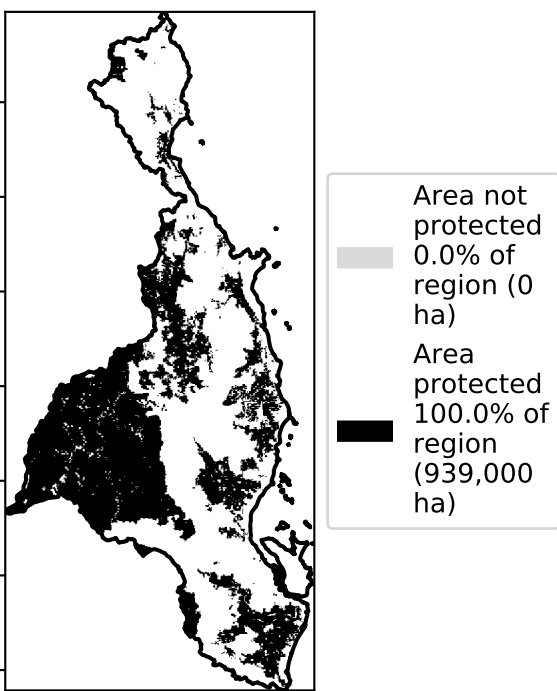 Area not
protected
0.0% of
region (0
ha)
Area
protected
100.0% of
region
(939,000
ha)